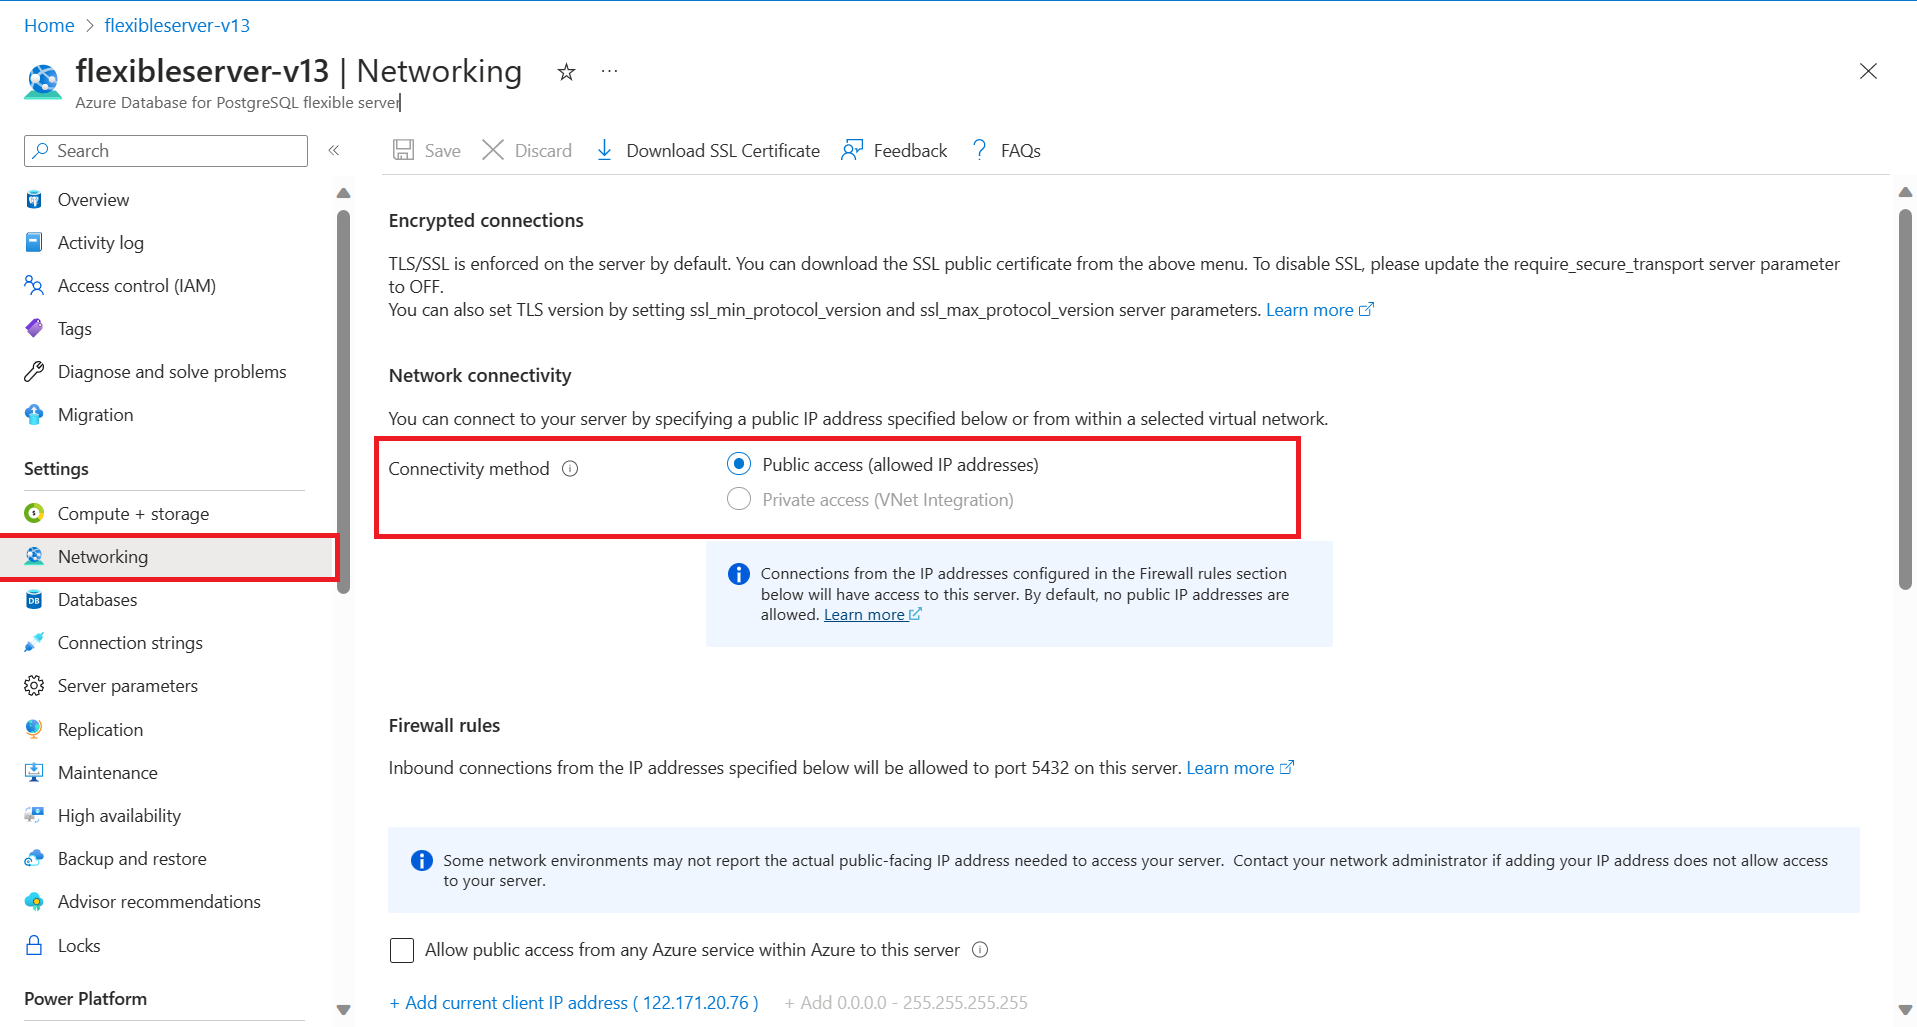 Home > flexibleserver-v13
flexibleserver-v13 | Networking ☆ ···
Azure Database for PostgreSQL flexible server
Search «
Overview
Activity log
Access control (IAM)
Tags
Diagnose and solve problems
Migration
Settings
Compute + storage
Networking
Databases
Connection strings
Server parameters
Replication
Maintenance
High availability
Backup and restore
Advisor recommendations
Locks
Power Platform
Save Discard Download SSL Certificate Feedback FAQs
Encrypted connections
TLS/SSL is enforced on the server by default. You can download the SSL public certificate from the above menu. To disable SSL, please update the require_secure_transport server parameter
to OFF.
You can also set TLS version by setting ssl_min_protocol_version and ssl_max_protocol_version server parameters. Learn more
Network connectivity
You can connect to your server by specifying a public IP address specified below or from within a selected virtual network.
Connectivity method
Public access (allowed IP addresses)
Private access (VNet Integration)
Connections from the IP addresses configured in the Firewall rules section
below will have access to this server. By default, no public IP addresses are
allowed. Learn more
Firewall rules
Inbound connections from the IP addresses specified below will be allowed to port 5432 on this server. Learn more
Some network environments may not report the actual public-facing IP address needed to access your server. Contact your network administrator if adding your IP address does not allow access
to your server.
Allow public access from any Azure service within Azure to this server
+ Add current client IP address ( 122.171.20.76 ) + Add 0.0.0.0 - 255.255.255.255